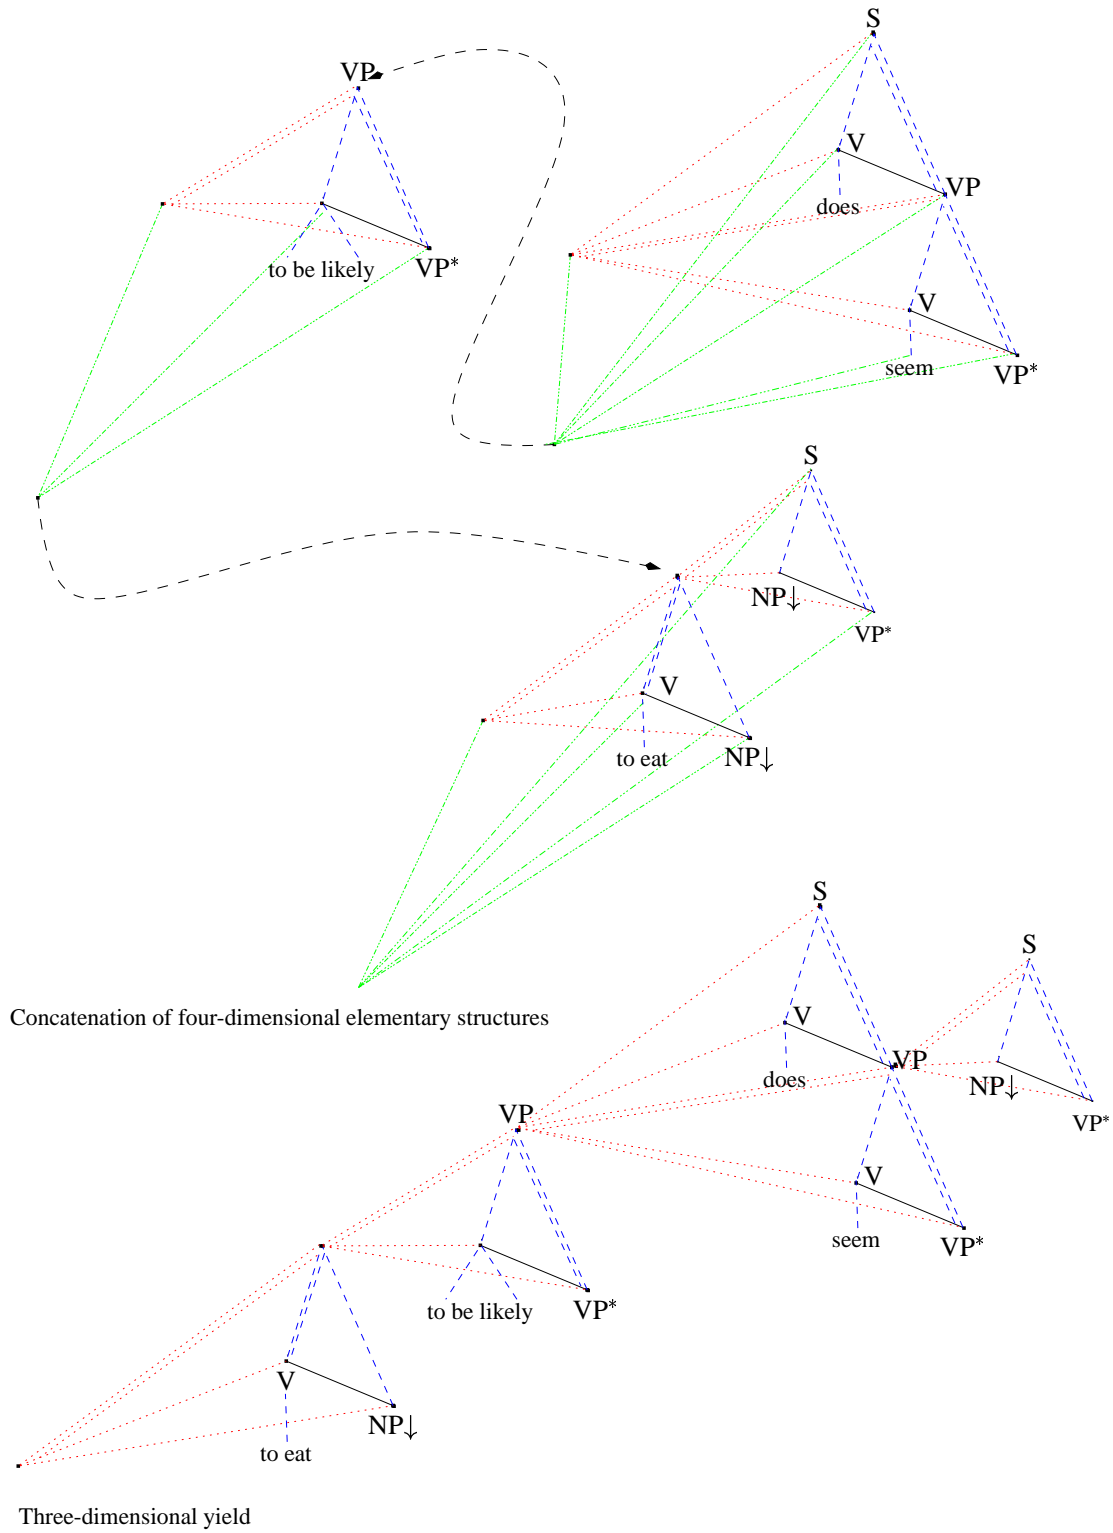 S
VP
V
VP
does
to be likely
VP*
V
seem
VP*
S
NP↓
VP*
V
to eat
NP↓
S
Concatenation of four-dimensional elementary structures
S
V
VP
does
NP↓
VP
VP*
V
seem
VP*
to be likely
VP*
V
NP↓
to eat
Three-dimensional yield